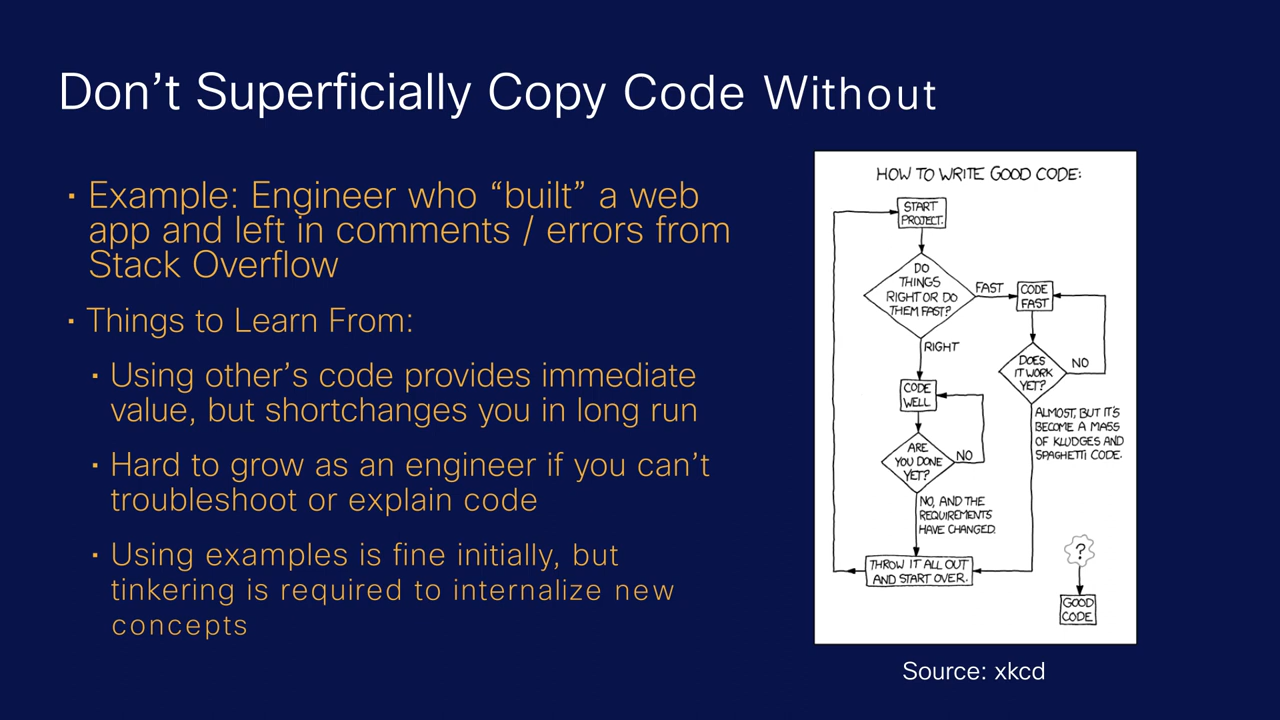 Don't Superficially Copy Code Without
▪ Example: Engineer who “built” a web
app and left in comments / errors from
Stack Overflow
▪ Things to Learn From:
▪ Using other's code provides immediate
value, but shortchanges you in long run
▪ Hard to grow as an engineer if you can't
troubleshoot or explain code
▪ Using examples is fine initially, but
tinkering is required to internalize new
concepts
HOW TO WRITE GOOD CODE:
START
PROJECT.
DO
THINGS
RIGHT OR DO
THEM FAST?
FAST
CODE
FAST
RIGHT
DOES
IT WORK
YET?
NO
CODE
WELL
ALMOST, BUT IT'S
BECOME A MASS
OF KLUDGES AND
SPAGHETTI CODE.
ARE
YOU DONE
YET?
NO
NO, AND THE
REQUIREMENTS
HAVE CHANGED.
THROW IT ALL OUT
AND START OVER.
?
GOOD
CODE
Source: xkcd